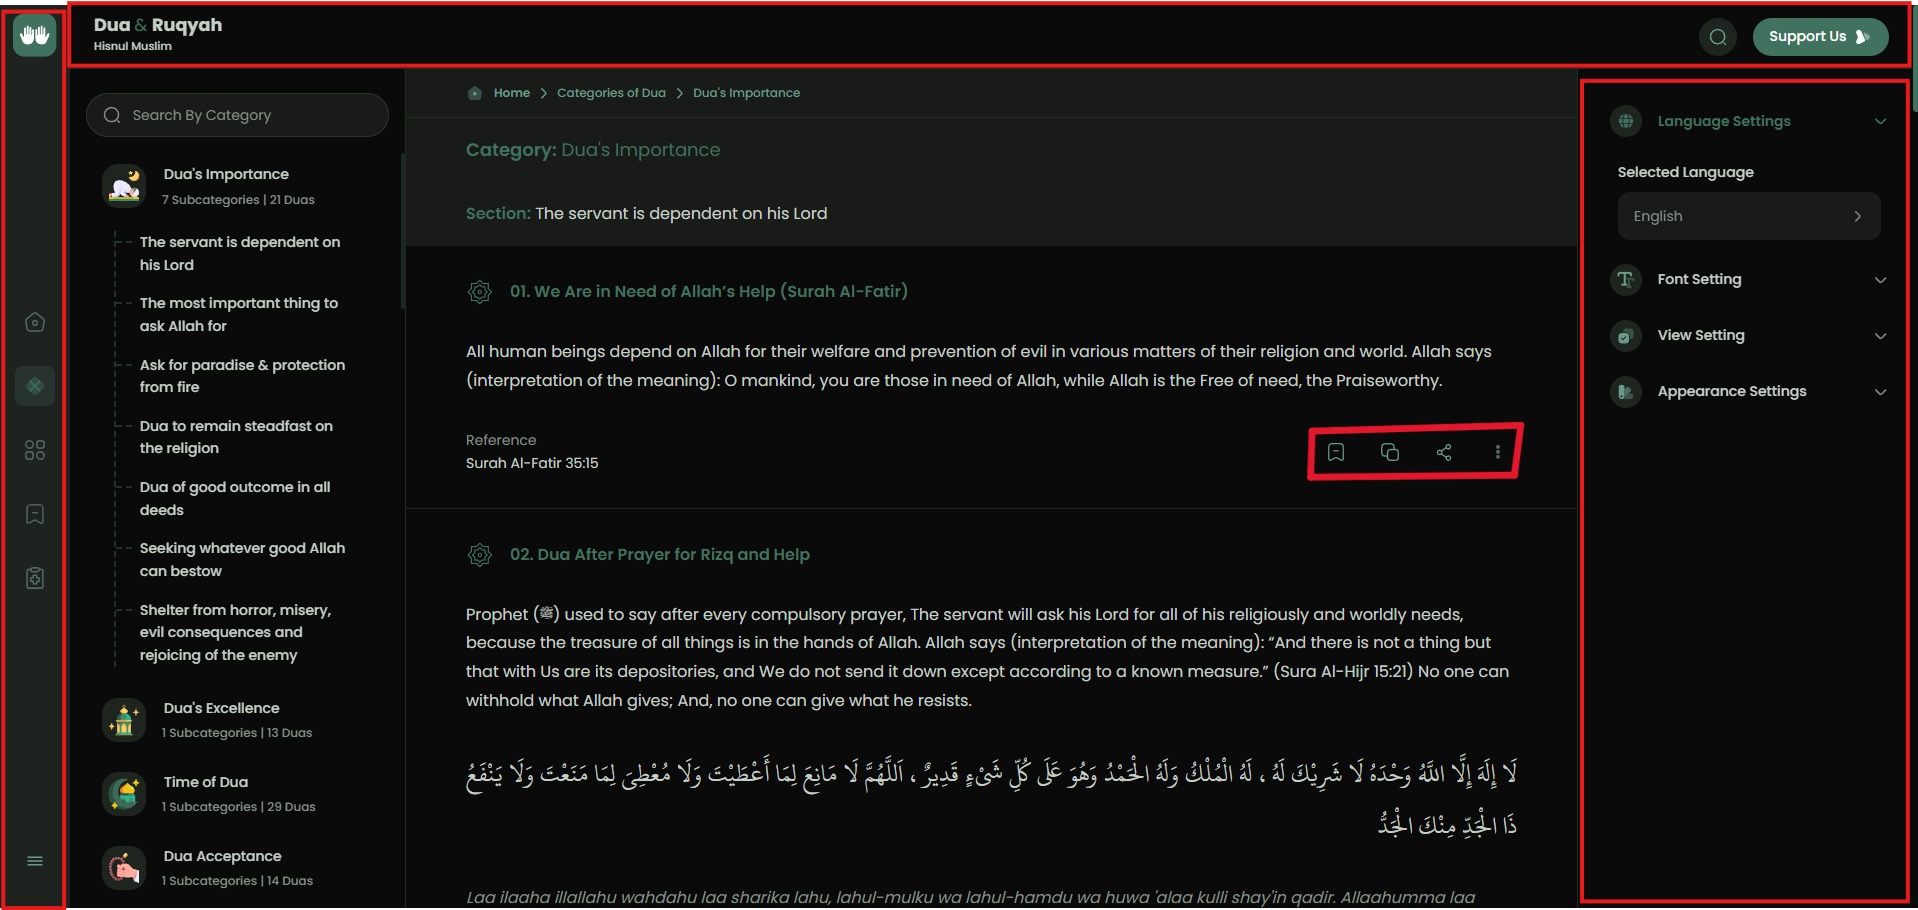 Dua & Ruqyah
Hisnul Muslim
Support Us
Search By Category
Dua's Importance
7 Subcategories | 21 Duas
The servant is dependent on
his Lord
The most important thing to
ask Allah for
Ask for paradise & protection
from fire
Dua to remain steadfast on
the religion
Dua of good outcome in all
deeds
Seeking whatever good Allah
can bestow
Shelter from horror, misery,
evil consequences and
rejoicing of the enemy
Dua's Excellence
1 Subcategories | 13 Duas
Time of Dua
1 Subcategories | 29 Duas
Dua Acceptance
1 Subcategories | 14 Duas
Home > Categories of Dua > Dua's Importance
Category: Dua's Importance
Section: The servant is dependent on his Lord
01. We Are in Need of Allah’s Help (Surah Al-Fatir)
All human beings depend on Allah for their welfare and prevention of evil in various matters of their religion and world. Allah says
(interpretation of the meaning): O mankind, you are those in need of Allah, while Allah is the Free of need, the Praiseworthy.
Reference
Surah Al-Fatir 35:15
02. Dua After Prayer for Rizq and Help
Prophet (ﷺ) used to say after every compulsory prayer, The servant will ask his Lord for all of his religiously and worldly needs,
because the treasure of all things is in the hands of Allah. Allah says (interpretation of the meaning): “And there is not a thing but
that with Us are its depositories, and We do not send it down except according to a known measure.” (Sura Al-Hijr 15:21) No one can
withhold what Allah gives; And, no one can give what he resists.
لَا إِلَهَ إِلَّا اللَّهُ وَحْدَهُ لَا شَرِيْكَ لَهُ ، لَهُ الْمُلْكُ وَلَهُ الْحَمْدُ وَهُوَ عَلَى كُلِّ شَىْءٍ قَدِيرٌ ، اَللَّهُمَّ لَا مَانِعَ لِمَا أَعْطَيْتَ وَلَا مُعْطِىَ لِمَا مَنَعْتَ وَلَا يَنْفَعُ
ذَا الْجَدِّ مِنْكَ الْجَدُّ
Laa ilaaha illallahu wahdahu laa sharika lahu, lahul-mulku wa lahul-hamdu wa huwa 'alaa kulli shay'in qadir. Allaahumma laa
Language Settings
Selected Language
English
Font Setting
View Setting
Appearance Settings